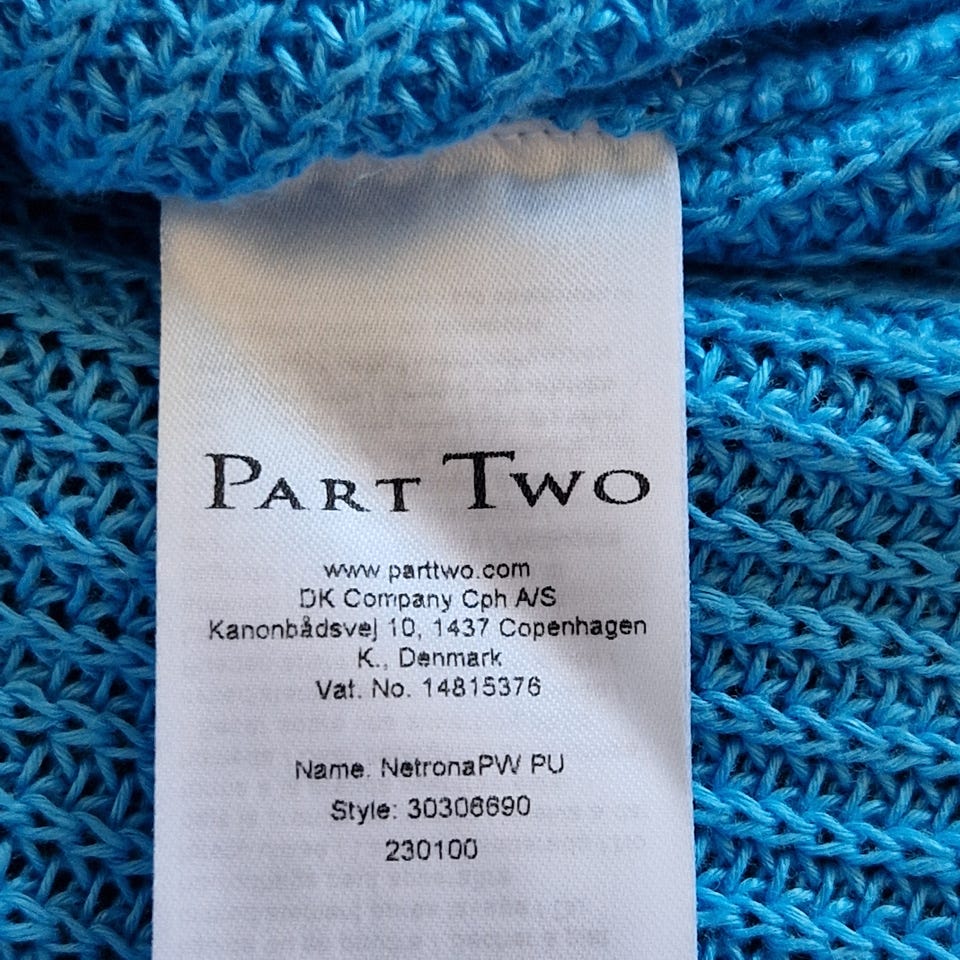 PART TWO
www.parttwo.com
DK Company Cph A/S
Kanonbådsvej 10, 1437 Copenhagen
K., Denmark
Vat. No. 14815376
Name: NetronaPW PU
Style: 30306690
230100